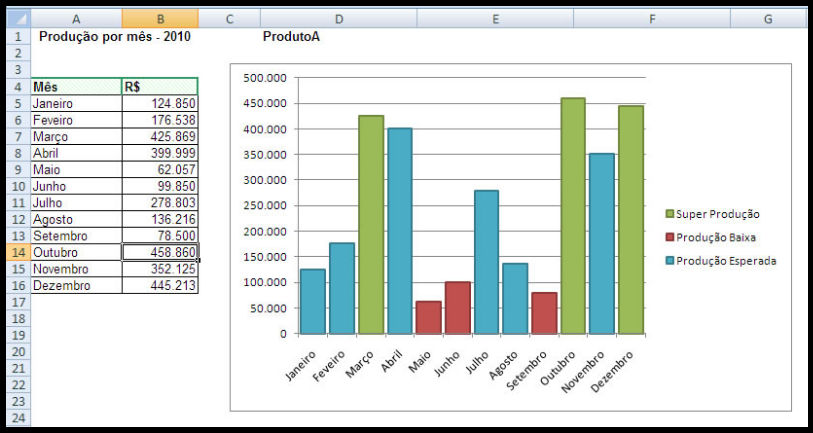 A B C D E F G
1 Produção por mês - 2010 ProdutoA
2
3
4 Mês R$
5 Janeiro 124.850
6 Feveiro 176.538
7 Março 425.869
8 Abril 399.999
9 Maio 62.057
10 Junho 99.850
11 Julho 278.803
12 Agosto 136.216
13 Setembro 78.500
14 Outubro 458.860
15 Novembro 352.125
16 Dezembro 445.213
17
18
19
20
21
22
23
24
500.000
450.000
400.000
350.000
300.000
250.000
200.000
150.000
100.000
50.000
0
Janeiro Feveiro Março Abril Maio Junho Julho Agosto Setembro Outubro Novembro Dezembro
Super Produção
Produção Baixa
Produção Esperada